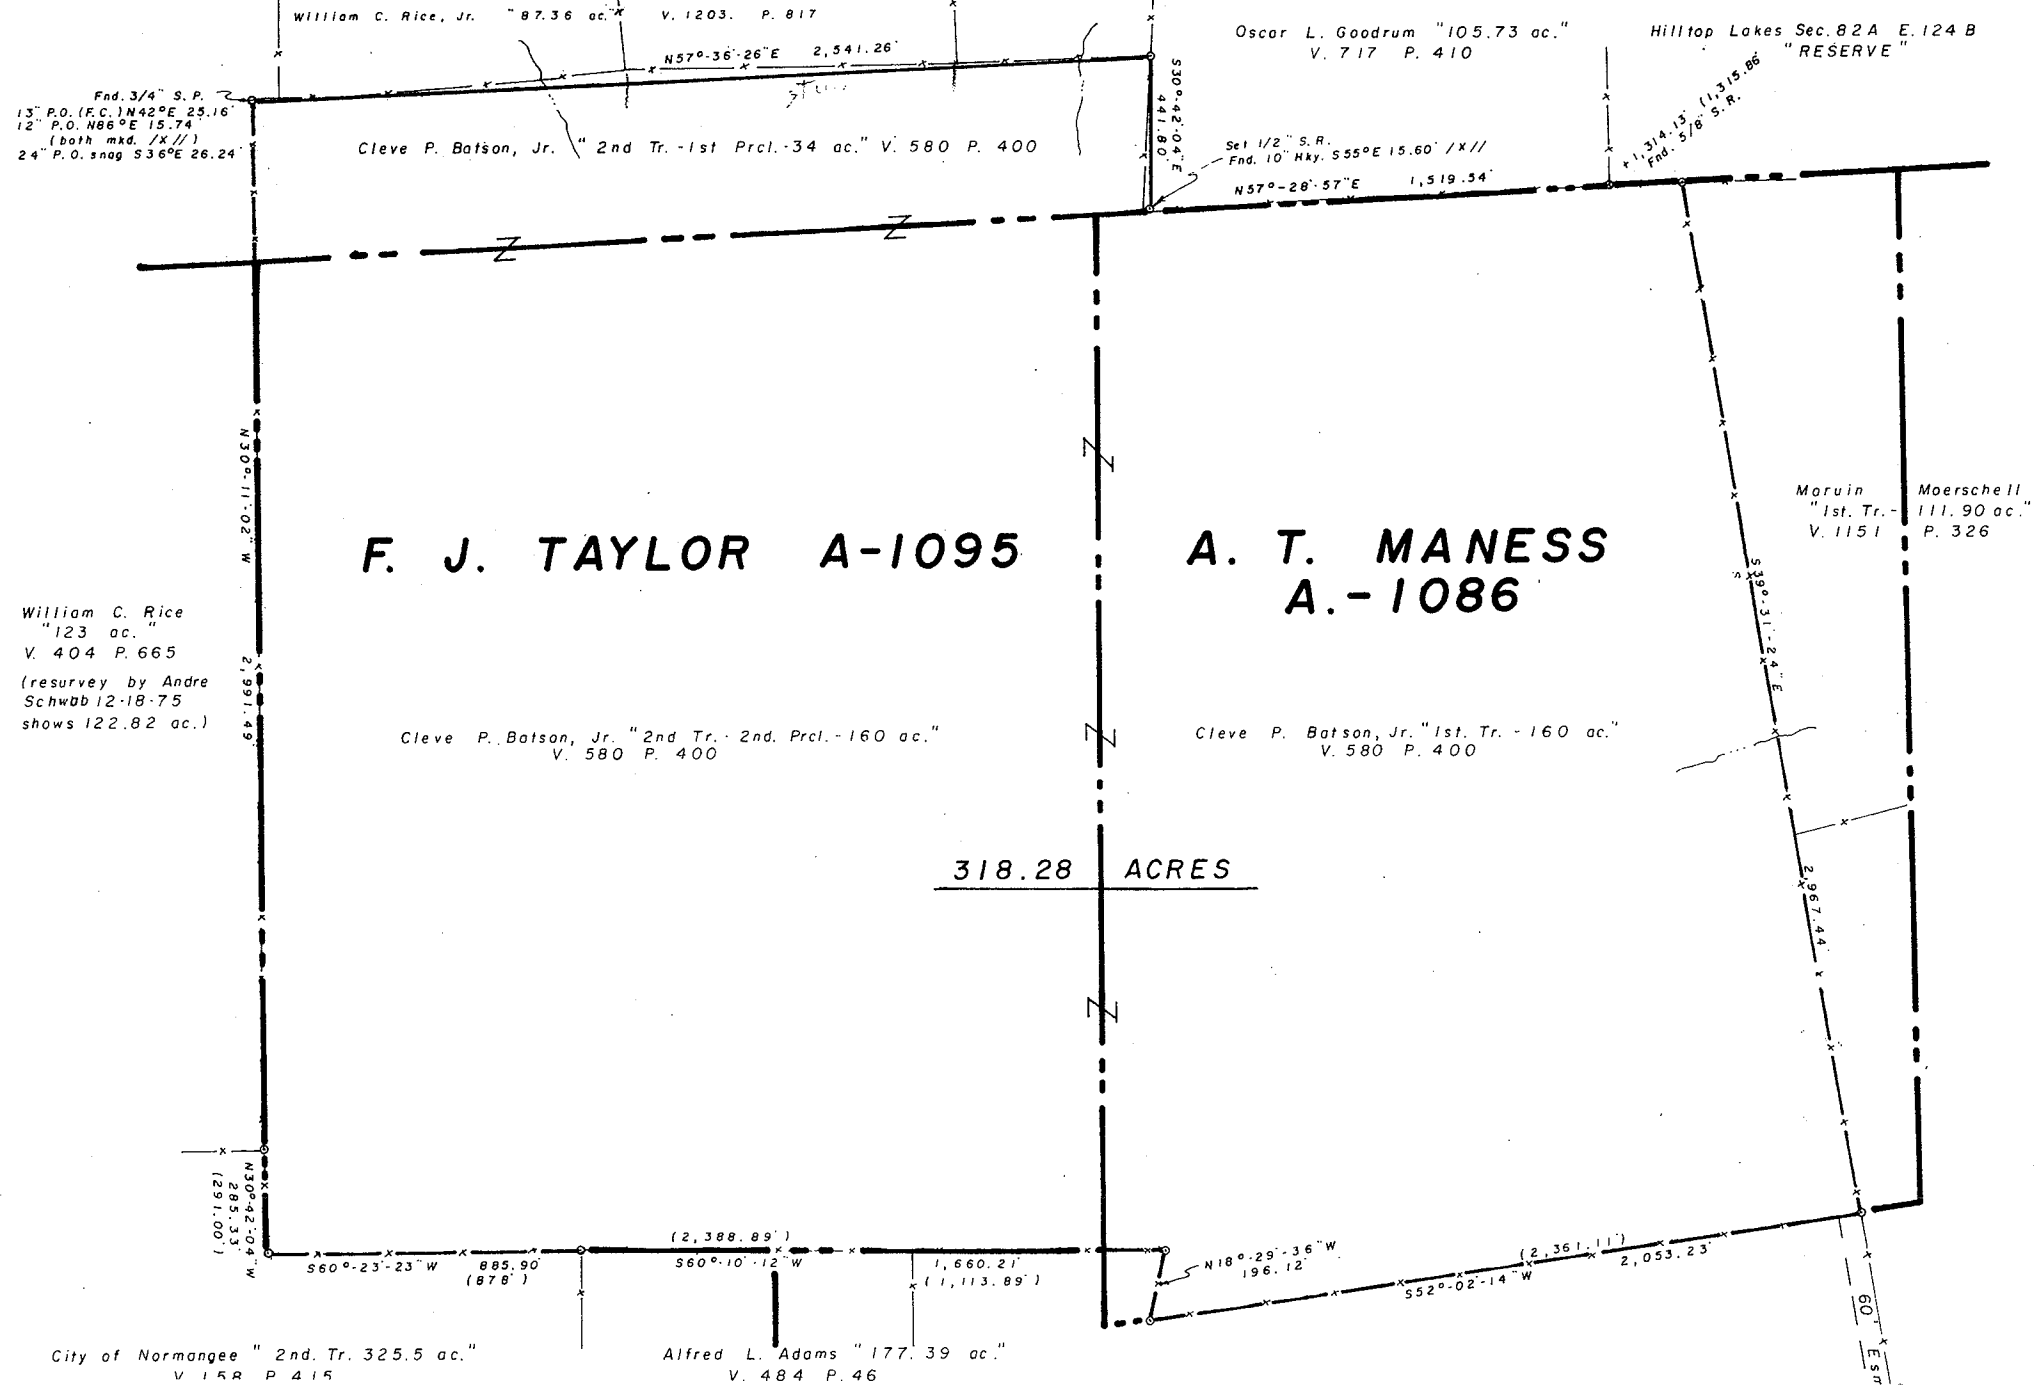 William C. Rice, Jr. "87.36 ac." V. 1203. P. 817
Oscar L. Goodrum "105.73 ac."
V. 717 P. 410
Hilltop Lakes Sec. 82A E. 124 B
"RESERVE"
N57°-36'-26"E 2,541.26'
S30°-42'-04"E
441.80'
+1,314.13' (1,315.86'
Fnd. 5/8" S.R.
Fnd. 3/4" S.P.
13" P.O. (F.C.) N42°E 25.16'
12" P.O. N86°E 15.74'
(both mkd. /X//)
24" P.O. snag S36°E 26.24'
Cleve P. Batson, Jr. "2nd Tr.-1st Prcl.-34 ac." V. 580 P. 400
Set 1/2" S.R.
Fnd. 10" Hky. S55°E 15.60' /X//
N57°-28'-57"E 1,519.54'
N30°-11'-02"W
2,991.49'
F. J. TAYLOR A-1095
A. T. MANESS
A.-1086
Maruin Moerschell
"1st. Tr.- 111.90 ac."
V. 1151 P. 326
S39°-31'-24"E
2,967.44'
William C. Rice
"123 ac."
V. 404 P. 665
(resurvey by Andre
Schwab 12-18-75
shows 122.82 ac.)
Cleve P. Batson, Jr. "2nd Tr.- 2nd. Prcl.-160 ac."
V. 580 P. 400
Cleve P. Batson, Jr. "1st. Tr. - 160 ac."
V. 580 P. 400
318.28 ACRES
N30°-42'-04"W
285.33'
(291.00')
S60°-23'-23"W 885.90'
(878')
(2,388.89')
S60°-10'-12"W 1,660.21'
(1,113.89')
N18°-29'-36"W
196.12'
(2,361.11')
S52°-02'-14"W 2,053.23'
60' Esm
City of Normangee "2nd. Tr. 325.5 ac."
V. 158 P. 415
Alfred L. Adams "177.39 ac."
V. 484 P. 46